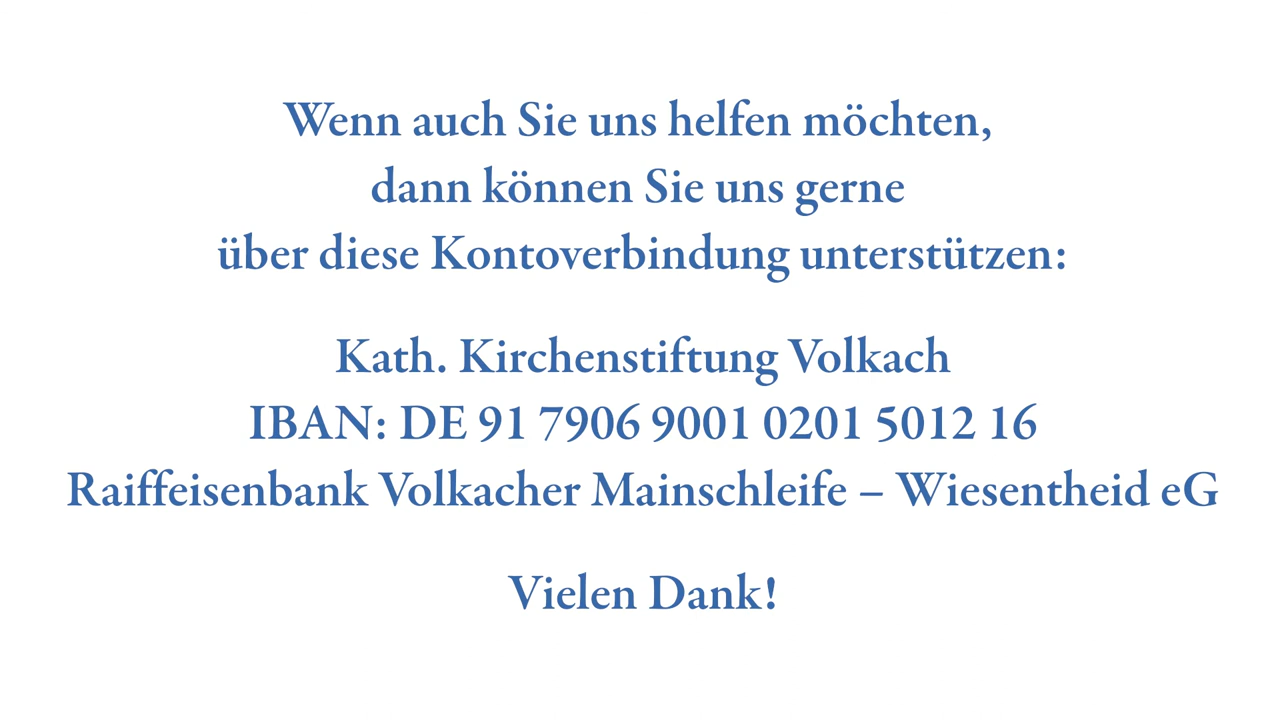 Wenn auch Sie uns helfen möchten,
dann können Sie uns gerne
über diese Kontoverbindung unterstützen:
Kath. Kirchenstiftung Volkach
IBAN: DE 91 7906 9001 0201 5012 16
Raiffeisenbank Volkacher Mainschleife – Wiesentheid eG
Vielen Dank!